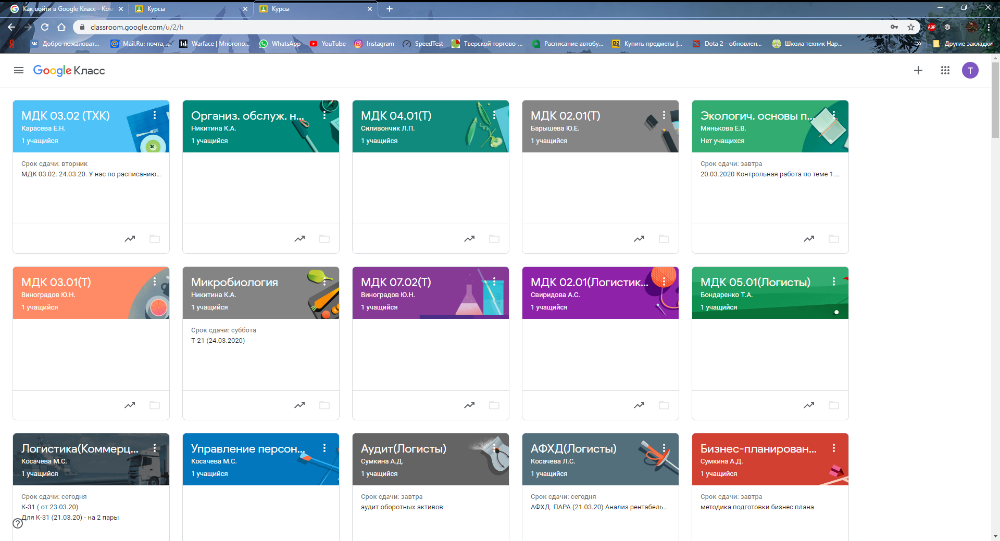 Как войти в Google Класс - Ком
Курсы
Курсы
classroom.google.com/u/2/h
ABP
Добро пожаловат...
Mail.Ru: почта, ...
Warface | Многопо...
WhatsApp
YouTube
Instagram
SpeedTest
Тверской торгово-...
Расписание автобу...
D2
Купить предметы |...
Dota 2 - обновлен...
Школа техник Нар...
»
Другие закладки
Google Класс
T
МДК 03.02 (ТХК)
Карасева Е.Н.
1 учащийся
Срок сдачи: вторник
МДК 03.02. 24.03.20. У нас по расписанию...
Организ. обслуж. н...
Никитина К.А.
1 учащийся
МДК 04.01(Т)
Силивончик Л.П.
1 учащийся
МДК 02.01(Т)
Барышева Ю.Е.
1 учащийся
Экологич. основы п...
Минькова Е.В.
Нет учащихся
Срок сдачи: завтра
20.03.2020 Контрольная работа по теме 1....
МДК 03.01(Т)
Виноградов Ю.Н.
1 учащийся
Микробиология
Никитина К.А.
1 учащийся
Срок сдачи: суббота
Т-21 (24.03.2020)
МДК 07.02(Т)
Виноградов Ю.Н.
1 учащийся
МДК 02.01(Логистик...
Свиридова А.С.
1 учащийся
МДК 05.01(Логисты)
Бондаренко Т.А.
1 учащийся
Логистика(Коммерц...
Косачева М.С.
1 учащийся
Срок сдачи: сегодня
К-31 ( от 23.03.20)
Для К-31 (21.03.20) - на 2 пары
Управление персон...
Косачева М.С.
1 учащийся
Аудит(Логисты)
Сумкина А.Д.
1 учащийся
Срок сдачи: завтра
аудит оборотных активов
АФХД(Логисты)
Косачева Л.С.
1 учащийся
Срок сдачи: сегодня
АФХД. ПАРА (21.03.20) Анализ рентабель...
Бизнес-планирован...
Сумкина А.Д.
1 учащийся
Срок сдачи: завтра
методика подготовки бизнес плана